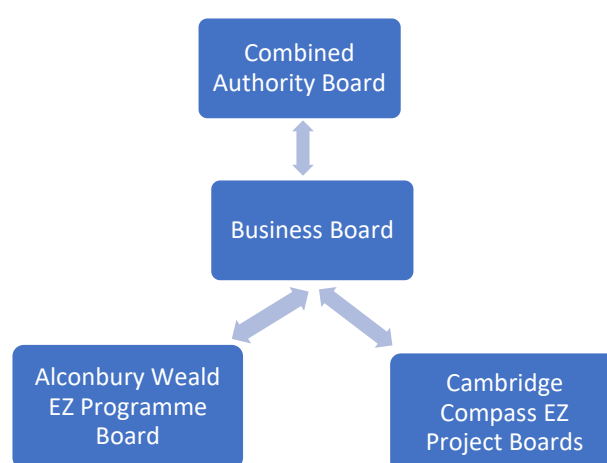 Combined
Authority Board
Business Board
Alconbury Weald
EZ Programme
Board
Cambridge
Compass EZ
Project Boards